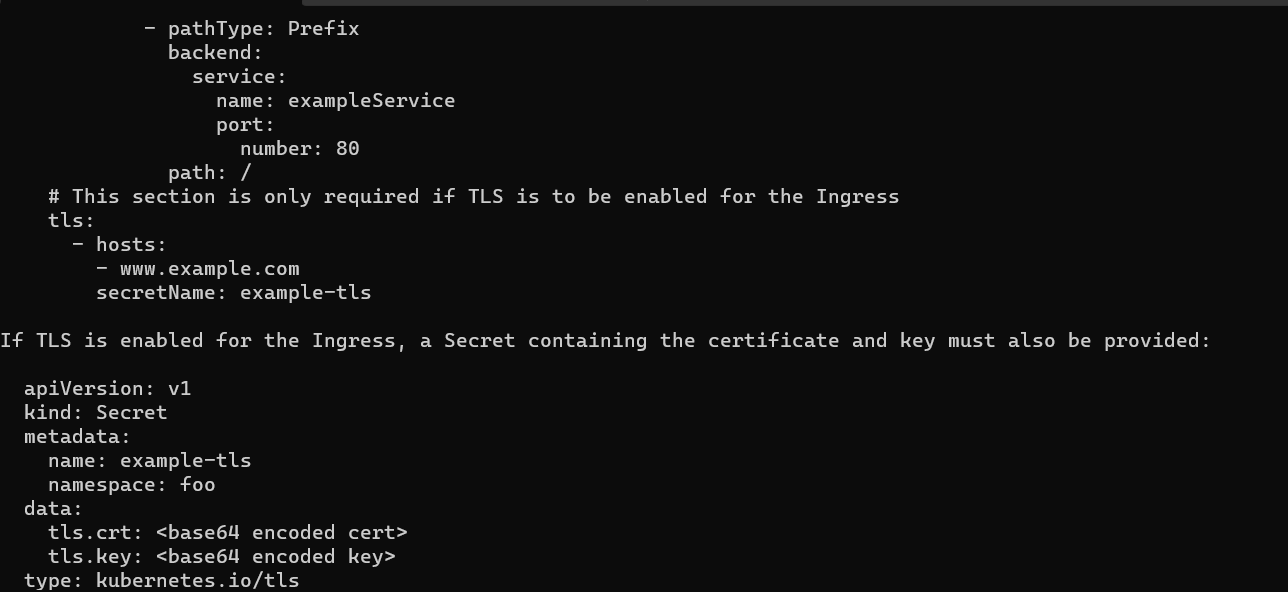 - pathType: Prefix
              backend:
                service:
                  name: exampleService
                  port:
                    number: 80
              path: /
    # This section is only required if TLS is to be enabled for the Ingress
    tls:
      - hosts:
        - www.example.com
        secretName: example-tls

If TLS is enabled for the Ingress, a Secret containing the certificate and key must also be provided:

  apiVersion: v1
  kind: Secret
  metadata:
    name: example-tls
    namespace: foo
  data:
    tls.crt: <base64 encoded cert>
    tls.key: <base64 encoded key>
  type: kubernetes.io/tls